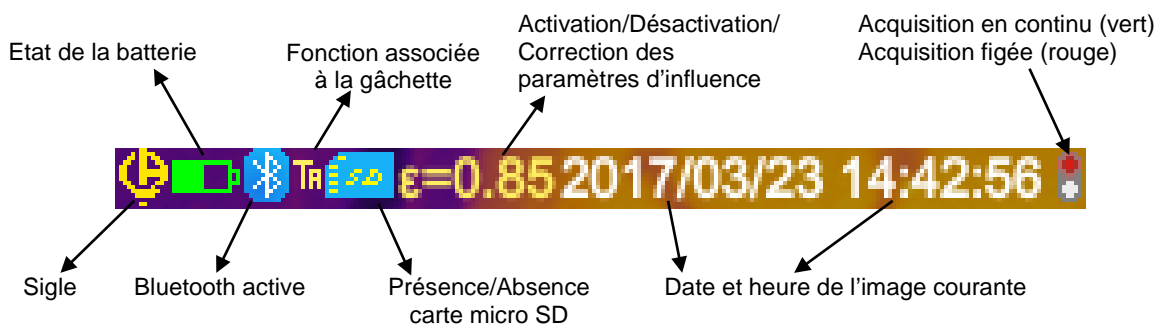 Activation/Désactivation/
Correction des
paramètres d'influence
Acquisition en continu (vert)
Acquisition figée (rouge)
Etat de la batterie
Fonction associée
à la gâchette
TA SD ε=0.85 2017/03/23 14:42:56
Sigle
Bluetooth active
Présence/Absence
carte micro SD
Date et heure de l'image courante